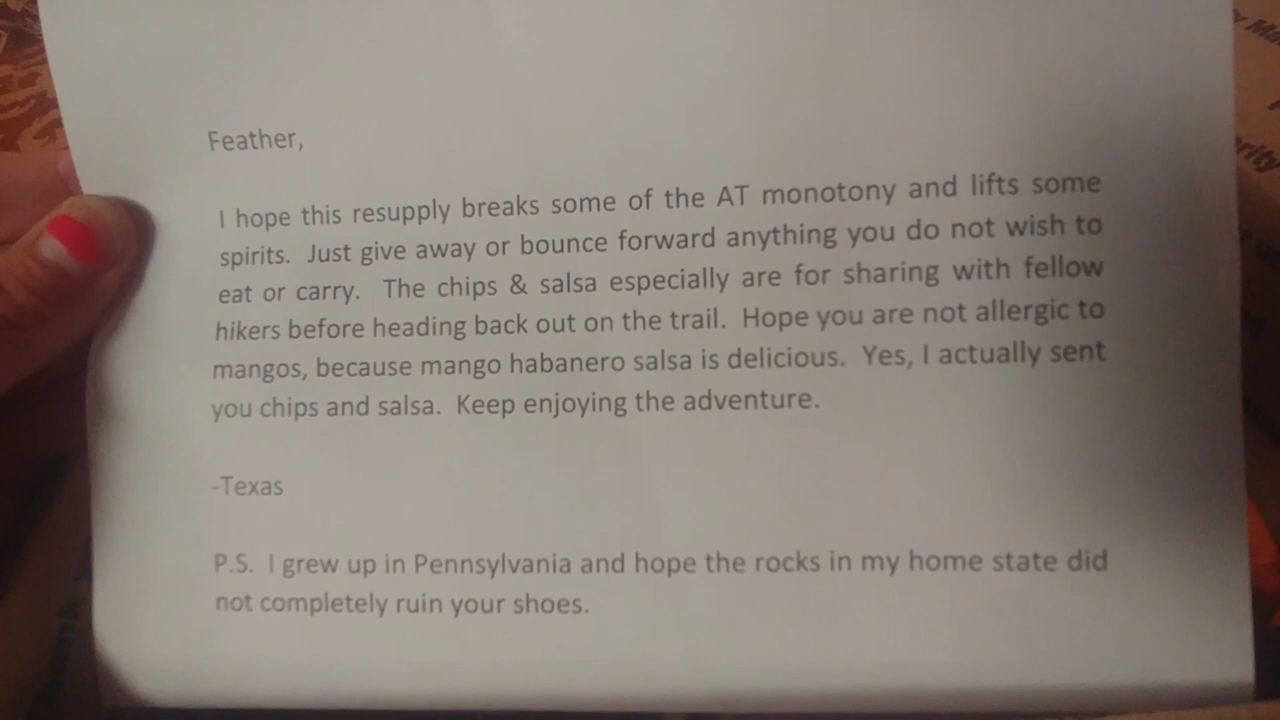 Feather,
I hope this resupply breaks some of the AT monotony and lifts some
spirits.  Just give away or bounce forward anything you do not wish to
eat or carry.  The chips & salsa especially are for sharing with fellow
hikers before heading back out on the trail.  Hope you are not allergic to
mangos, because mango habanero salsa is delicious.  Yes, I actually sent
you chips and salsa.  Keep enjoying the adventure.
-Texas
P.S.  I grew up in Pennsylvania and hope the rocks in my home state did
not completely ruin your shoes.